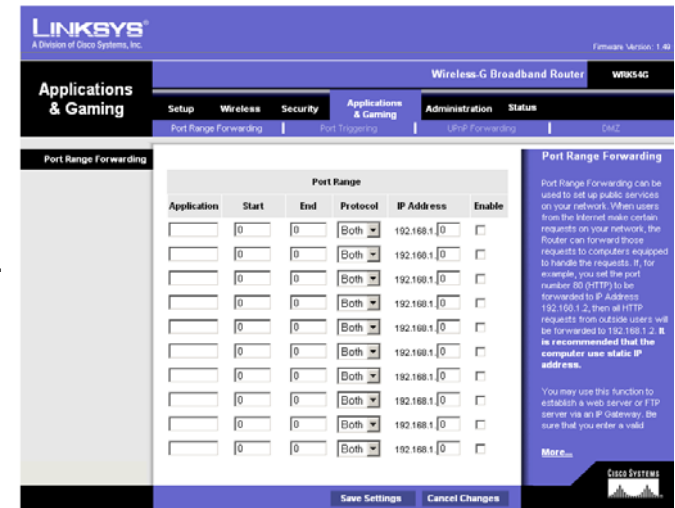 LINKSYS®
A Division of Cisco Systems, Inc.
Firmware Version: 1.49
Wireless-G Broadband Router WRK54G
Applications & Gaming
Setup Wireless Security Applications & Gaming Administration Status
Port Range Forwarding Port Triggering UPnP Forwarding DMZ
Port Range Forwarding
Port Range
Application Start End Protocol IP Address Enable
0 0 Both 192.168.1. 0
0 0 Both 192.168.1. 0
0 0 Both 192.168.1. 0
0 0 Both 192.168.1. 0
0 0 Both 192.168.1. 0
0 0 Both 192.168.1. 0
0 0 Both 192.168.1. 0
0 0 Both 192.168.1. 0
0 0 Both 192.168.1. 0
0 0 Both 192.168.1. 0
Port Range Forwarding
Port Range Forwarding can be
used to set up public services
on your network. When users
from the Internet make certain
requests on your network, the
Router can forward those
requests to computers equipped
to handle the requests. If, for
example, you set the port
number 80 (HTTP) to be
forwarded to IP Address
192.168.1.2, then all HTTP
requests from outside users will
be forwarded to 192.168.1.2. It
is recommended that the
computer use static IP
address.
You may use this function to
establish a web server or FTP
server via an IP Gateway. Be
sure that you enter a valid
More...
Save Settings Cancel Changes
CISCO SYSTEMS